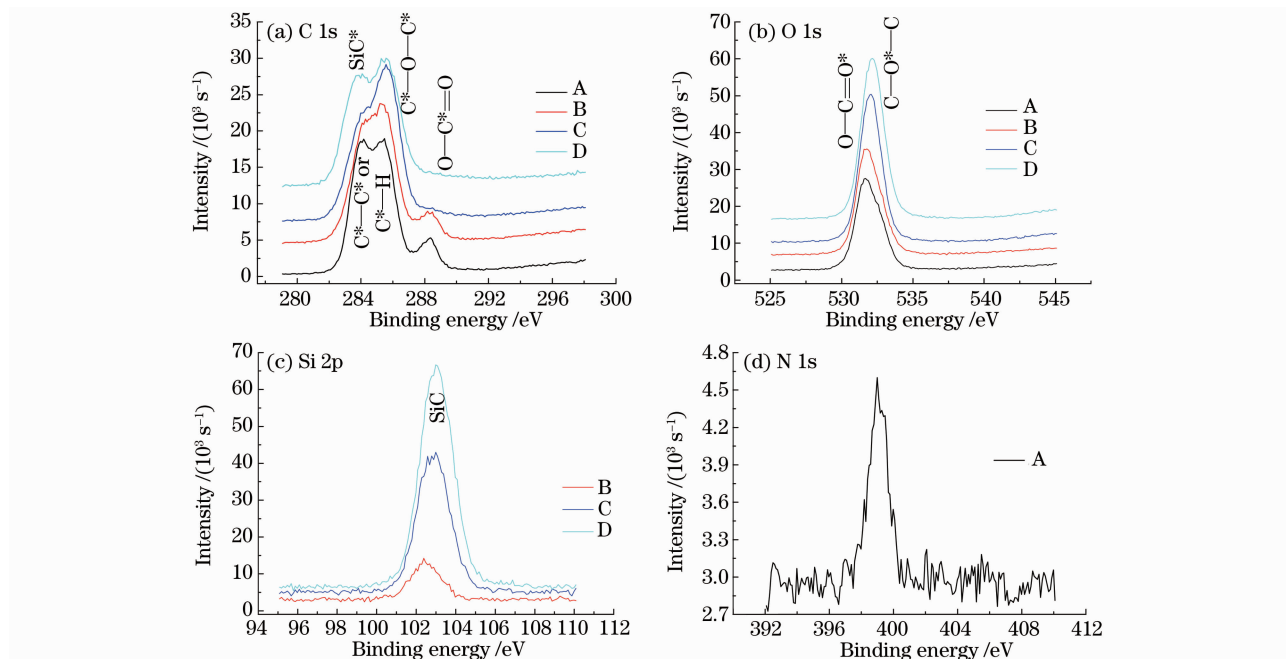 (a) C 1s
SiC*
C*—O—C*
O—C*=O
C*—C* or
C*—H
A
B
C
D
35
30
25
20
15
10
5
0
Intensity /(10³ s⁻¹)
280 284 286 288 292 296 300
Binding energy /eV
(b) O 1s
O—C=O*
C—O*—C
A
B
C
D
70
60
50
40
30
20
10
0
Intensity /(10³ s⁻¹)
525 530 535 540 545
Binding energy /eV
(c) Si 2p
SiC
B
C
D
70
60
50
40
30
20
10
0
Intensity /(10³ s⁻¹)
94 96 98 100 102 104 106 108 110 112
Binding energy /eV
(d) N 1s
A
4.8
4.5
4.2
3.9
3.6
3.3
3.0
2.7
Intensity /(10³ s⁻¹)
392 396 400 404 408 412
Binding energy /eV